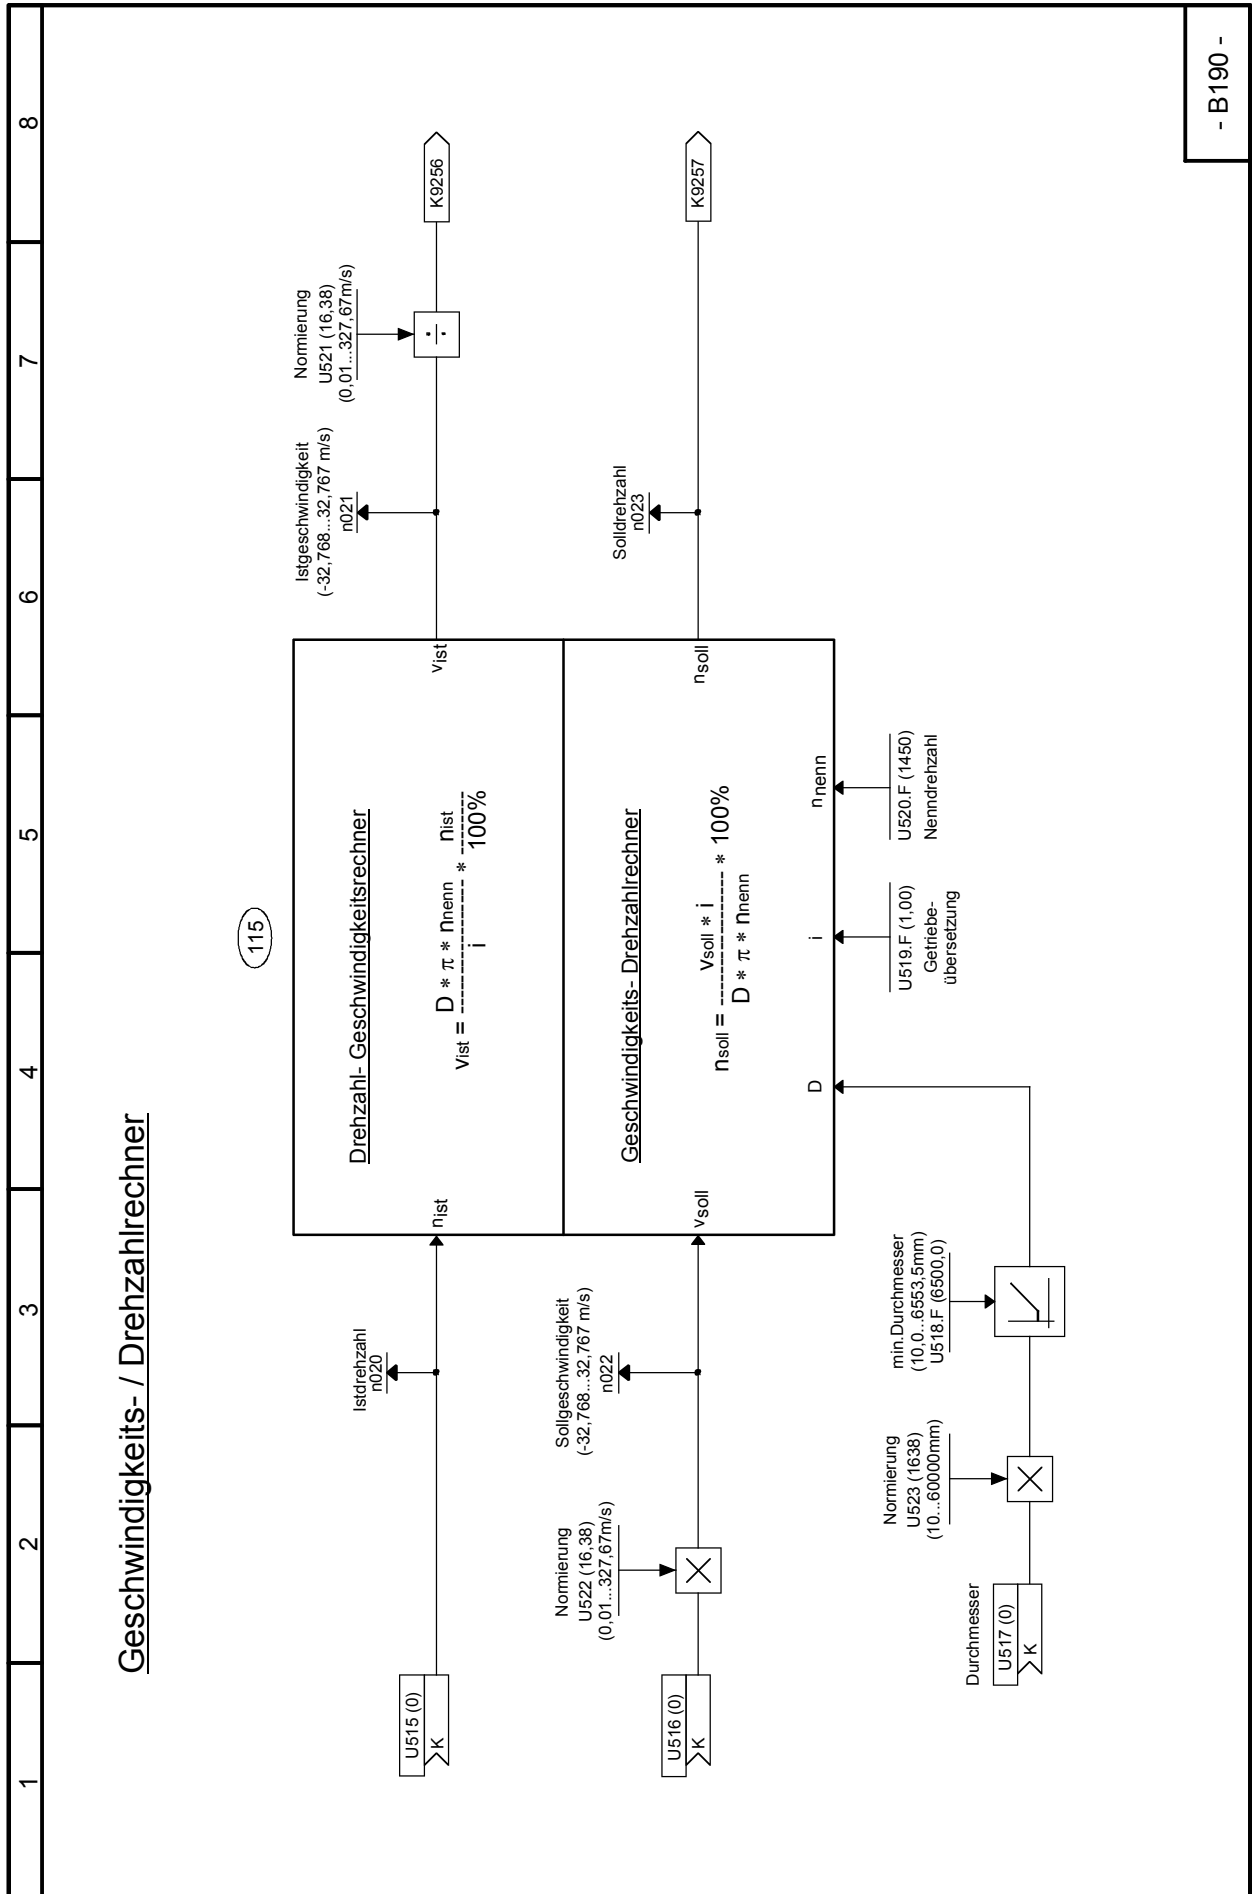 1 2 3 4 5 6 7 8
Geschwindigkeits- / Drehzahlrechner
115
U515 (0)
K
Istdrehzahl
n020
nist
Drehzahl- Geschwindigkeitsrechner
D * π * nnenn nist
vist = --------------------- * --------
i 100%
vist
Istgeschwindigkeit
(-32,768...32,767 m/s)
n021
Normierung
U521 (16,38)
(0,01...327,67m/s)
K9256
U516 (0)
K
Normierung
U522 (16,38)
(0,01...327,67m/s)
Sollgeschwindigkeit
(-32,768...32,767 m/s)
n022
vsoll
Geschwindigkeits- Drehzahlrechner
vsoll * i
nsoll = --------------------- * 100%
D * π * nnenn
nsoll
Solldrehzahl
n023
K9257
D i nnenn
U519.F (1,00)
Getriebe-
übersetzung
U520.F (1450)
Nenndrehzahl
Durchmesser
U517 (0)
K
Normierung
U523 (1638)
(10...60000mm)
min.Durchmesser
(10,0...6553,5mm)
U518.F (6500,0)
- B190 -